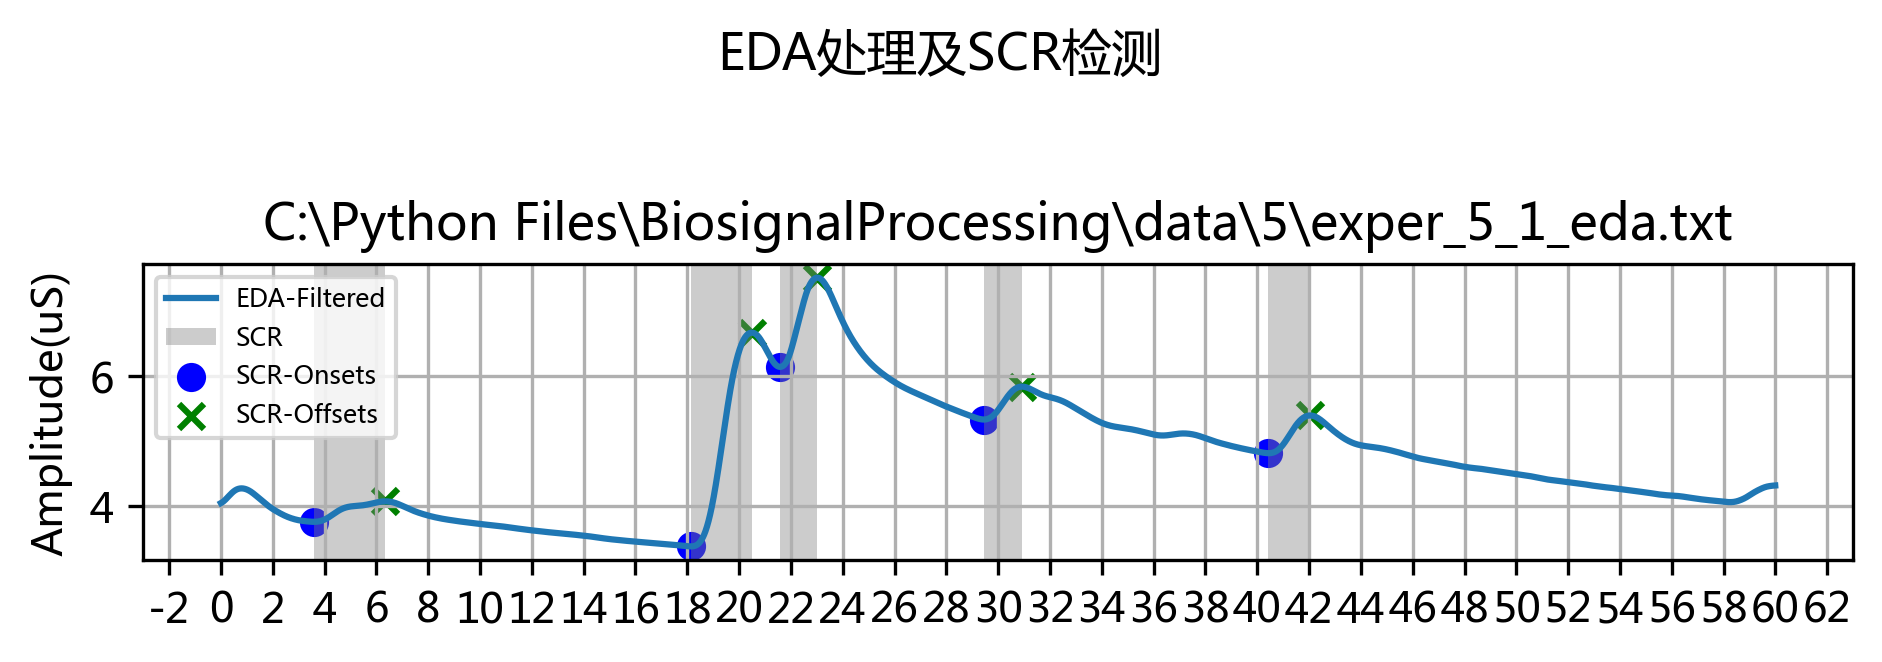 EDA处理及SCR检测
C:\Python Files\BiosignalProcessing\data\5\exper_5_1_eda.txt
Amplitude(uS)
6
4
EDA-Filtered
SCR
SCR-Onsets
SCR-Offsets
-2 0 2 4 6 8 10 12 14 16 18 20 22 24 26 28 30 32 34 36 38 40 42 44 46 48 50 52 54 56 58 60 62